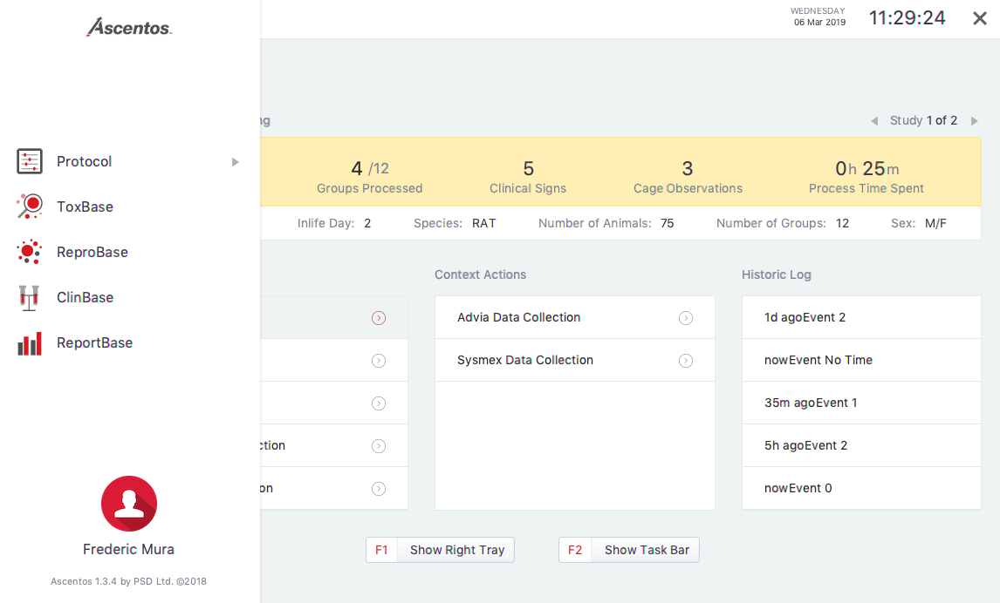 Ascentos
WEDNESDAY
06 Mar 2019
11:29:24
Protocol
ToxBase
ReproBase
ClinBase
ReportBase
Frederic Mura
Ascentos 1.3.4 by PSD Ltd. ©2018
ng
Study 1 of 2
4 /12
Groups Processed
5
Clinical Signs
3
Cage Observations
0h 25m
Process Time Spent
Inlife Day: 2 Species: RAT Number of Animals: 75 Number of Groups: 12 Sex: M/F
ction
on
Context Actions
Advia Data Collection
Sysmex Data Collection
Historic Log
1d agoEvent 2
nowEvent No Time
35m agoEvent 1
5h agoEvent 2
nowEvent 0
F1 Show Right Tray
F2 Show Task Bar